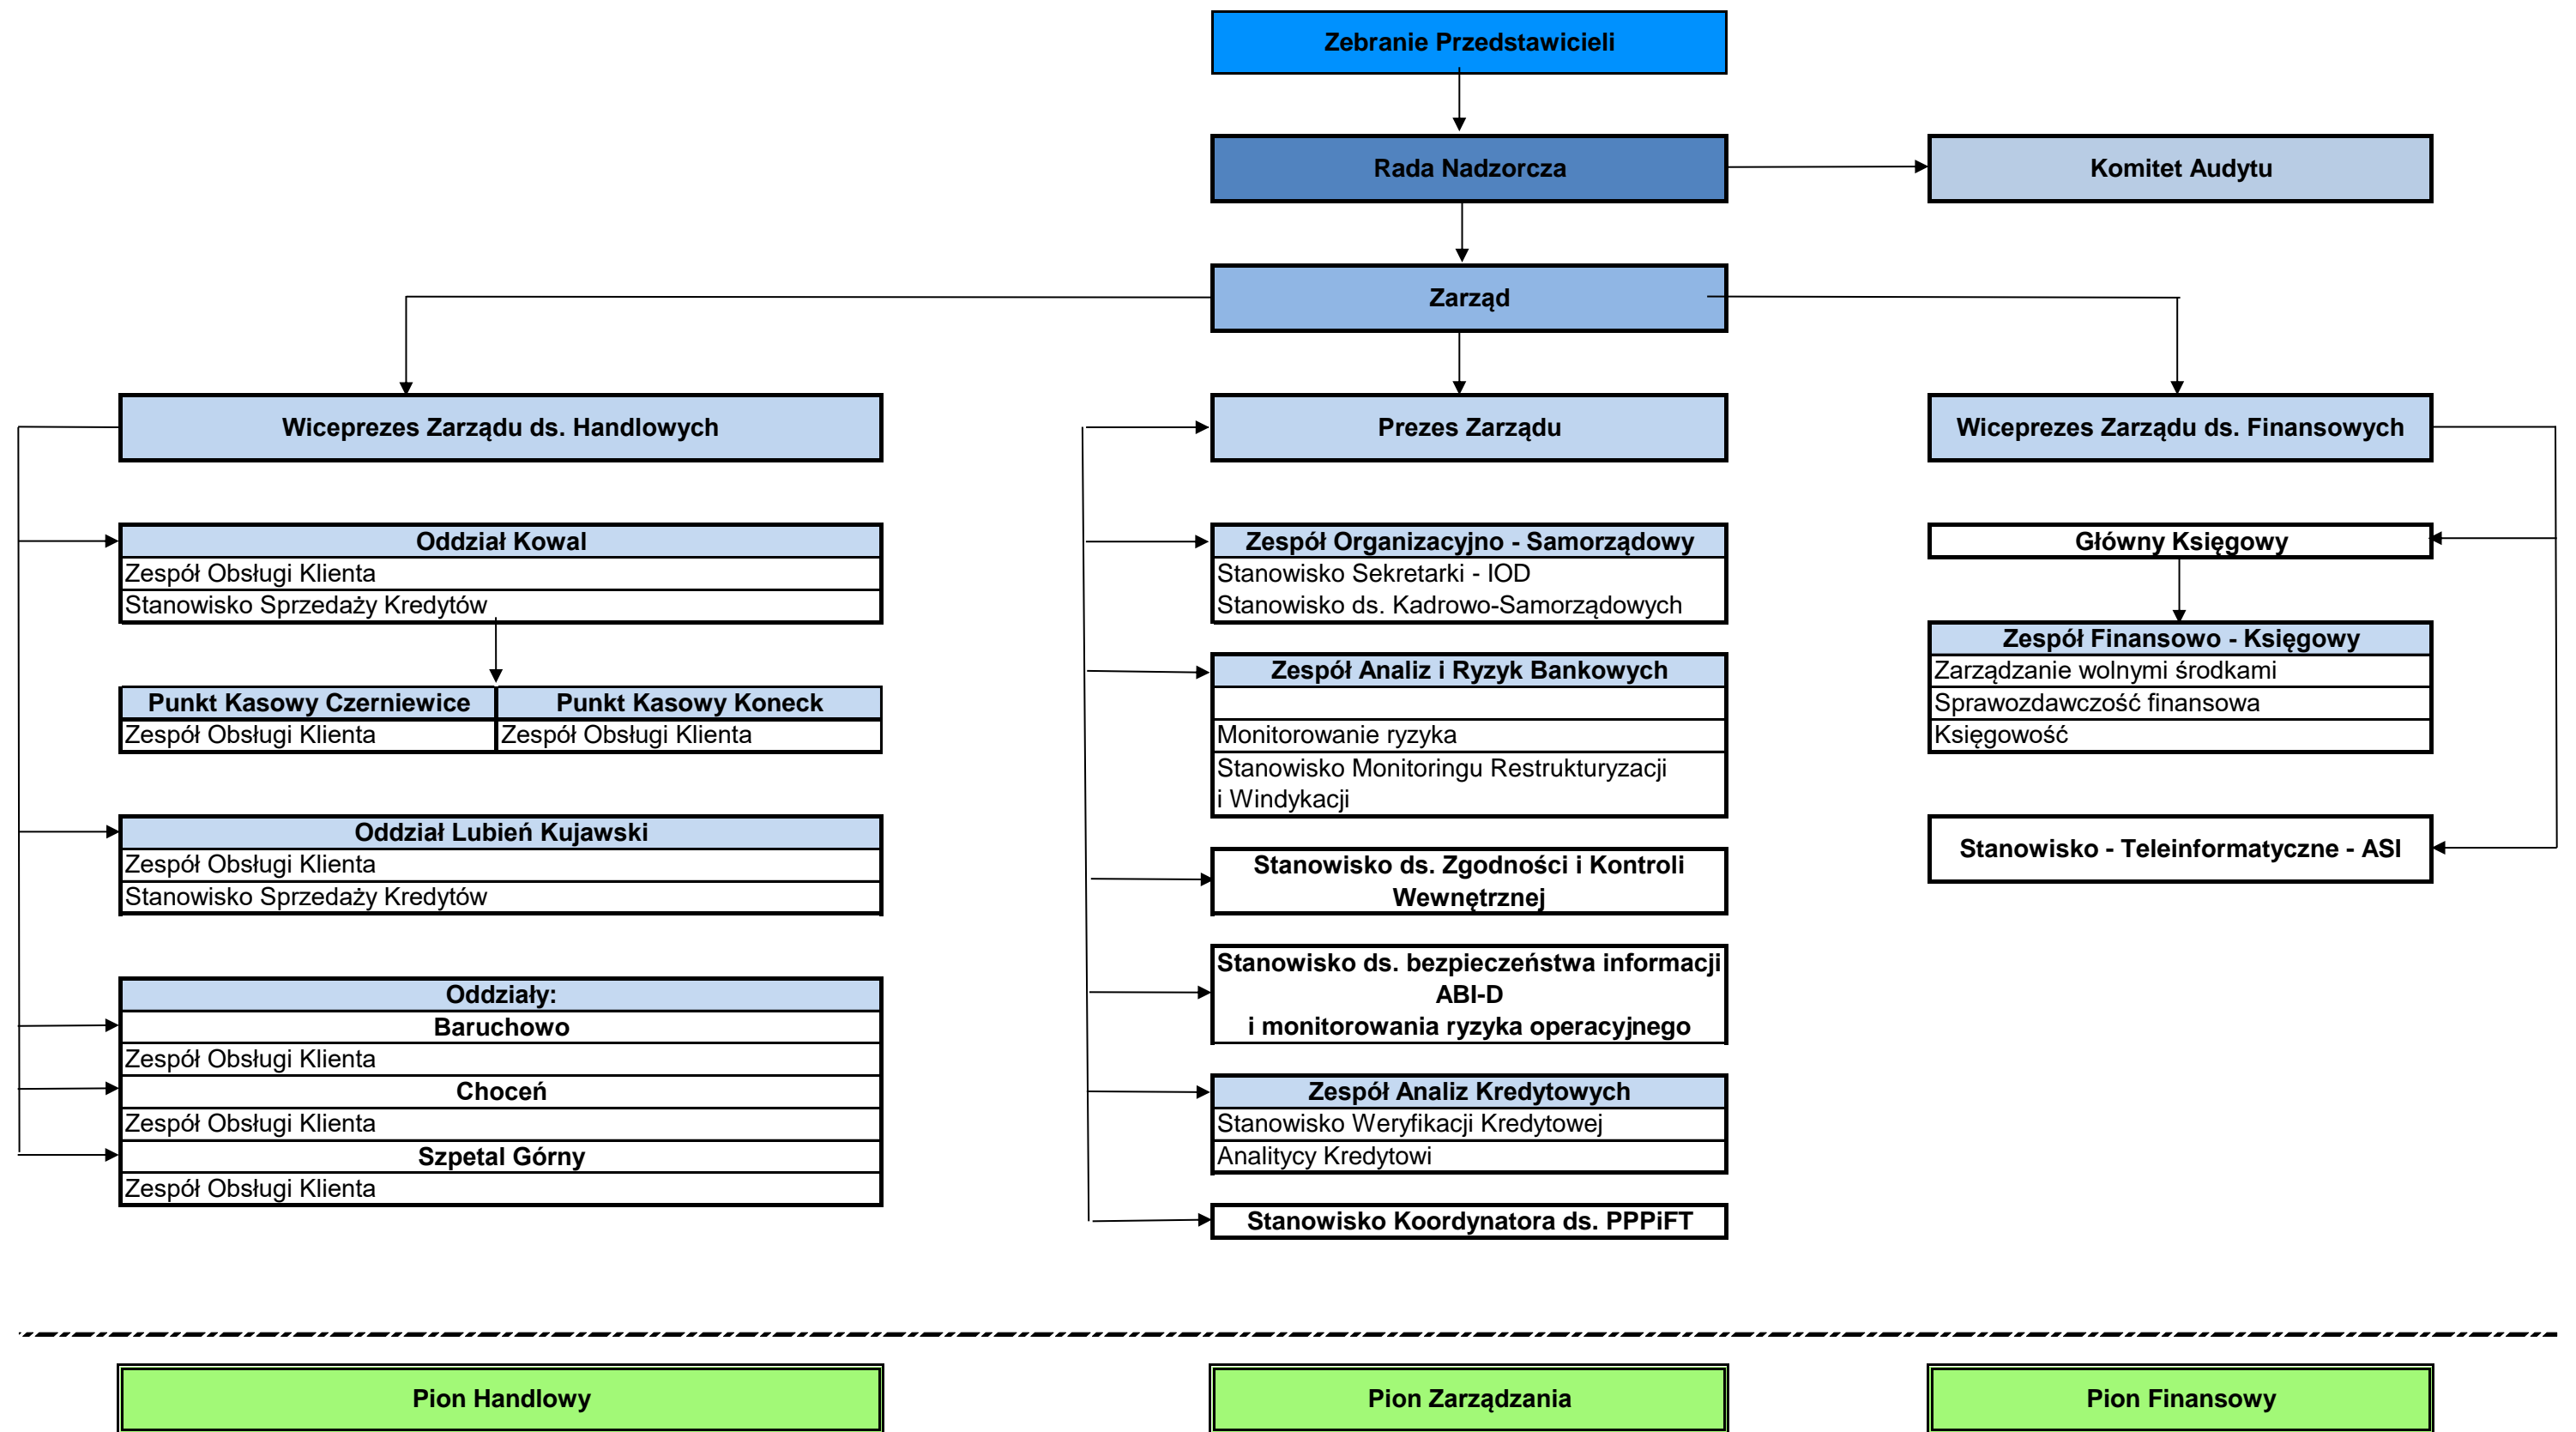 Zebranie Przedstawicieli
Rada Nadzorcza
Komitet Audytu
Zarząd
Wiceprezes Zarządu ds. Handlowych
Prezes Zarządu
Wiceprezes Zarządu ds. Finansowych
Oddział Kowal
Zespół Obsługi Klienta
Stanowisko Sprzedaży Kredytów
Punkt Kasowy Czerniewice
Zespół Obsługi Klienta
Punkt Kasowy Koneck
Zespół Obsługi Klienta
Oddział Lubień Kujawski
Zespół Obsługi Klienta
Stanowisko Sprzedaży Kredytów
Oddziały:
Baruchowo
Zespół Obsługi Klienta
Choceń
Zespół Obsługi Klienta
Szpetal Górny
Zespół Obsługi Klienta
Zespół Organizacyjno - Samorządowy
Stanowisko Sekretarki - IOD
Stanowisko ds. Kadrowo-Samorządowych
Zespół Analiz i Ryzyk Bankowych
Monitorowanie ryzyka
Stanowisko Monitoringu Restrukturyzacji
i Windykacji
Stanowisko ds. Zgodności i Kontroli
Wewnętrznej
Stanowisko ds. bezpieczeństwa informacji
ABI-D
i monitorowania ryzyka operacyjnego
Zespół Analiz Kredytowych
Stanowisko Weryfikacji Kredytowej
Analitycy Kredytowi
Stanowisko Koordynatora ds. PPPiFT
Główny Księgowy
Zespół Finansowo - Księgowy
Zarządzanie wolnymi środkami
Sprawozdawczość finansowa
Księgowość
Stanowisko - Teleinformatyczne - ASI
Pion Handlowy
Pion Zarządzania
Pion Finansowy